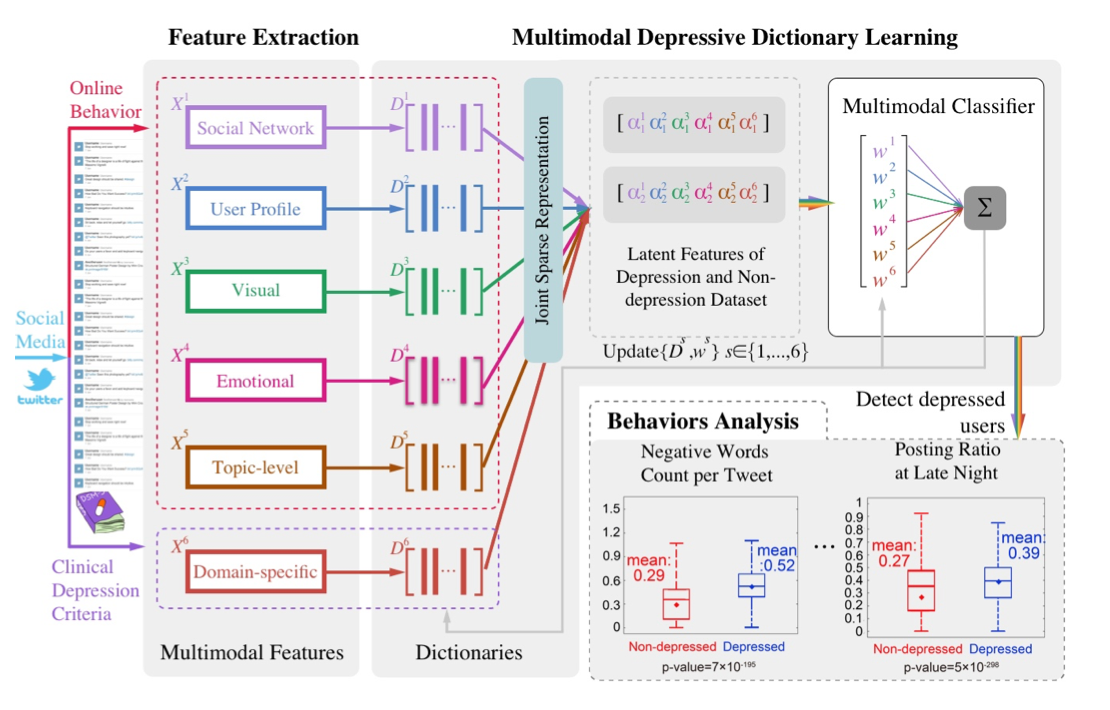 Feature Extraction
Multimodal Depressive Dictionary Learning
Online
Behavior
Social
Media
twitter
DSM
Clinical
Depression
Criteria
X¹
Social Network
X²
User Profile
X³
Visual
X⁴
Emotional
X⁵
Topic-level
X⁶
Domain-specific
Multimodal Features
D¹
[ ... ]
D²
[ ... ]
D³
[ ... ]
D⁴
[ ... ]
D⁵
[ ... ]
D⁶
[ ... ]
Dictionaries
Joint Sparse Representation
[ α₁¹ α₁² α₁³ α₁⁴ α₁⁵ α₁⁶ ]
[ α₂¹ α₂² α₂³ α₂⁴ α₂⁵ α₂⁶ ]
Latent Features of
Depression and Non-
depression Dataset
Update{Dˢ,wˢ} s∈{1,...,6}
Multimodal Classifier
w¹
w²
w³
w⁴
w⁵
w⁶
Σ
Detect depressed
users
Behaviors Analysis
Negative Words
Count per Tweet
1.5
1.2
0.9
0.6
0.3
0
mean:
0.29
mean
:0.52
Non-depressed Depressed
p-value=7×10⁻¹⁹⁵
...
Posting Ratio
at Late Night
1
0.9
0.8
0.7
0.6
0.5
0.4
0.3
0.2
0.1
0
mean:
0.27
mean:
0.39
Non-depressed Depressed
p-value=5×10⁻²⁹⁸